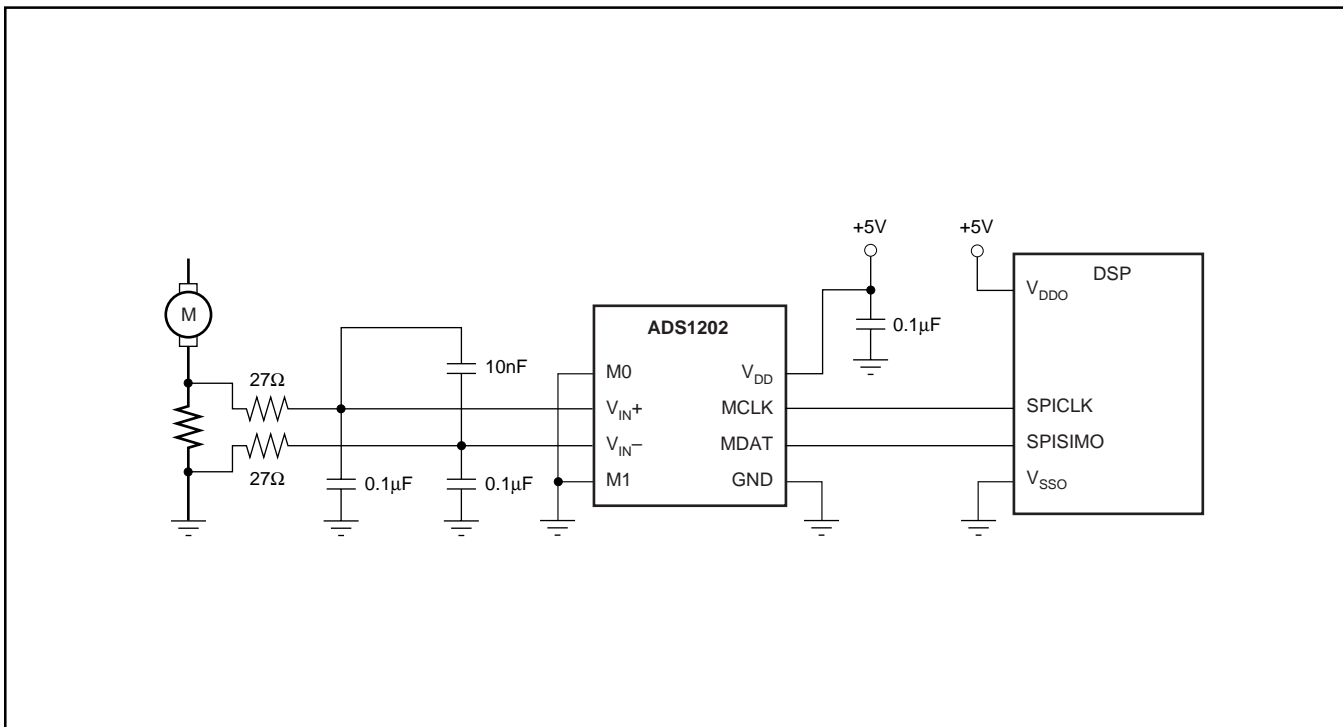 +5V
+5V
DSP
V_DDO
M
ADS1202
0.1μF
10nF
27Ω
M0
V_DD
V_IN+
MCLK
SPICLK
V_IN–
MDAT
SPISIMO
27Ω
0.1μF
0.1μF
M1
GND
V_SSO